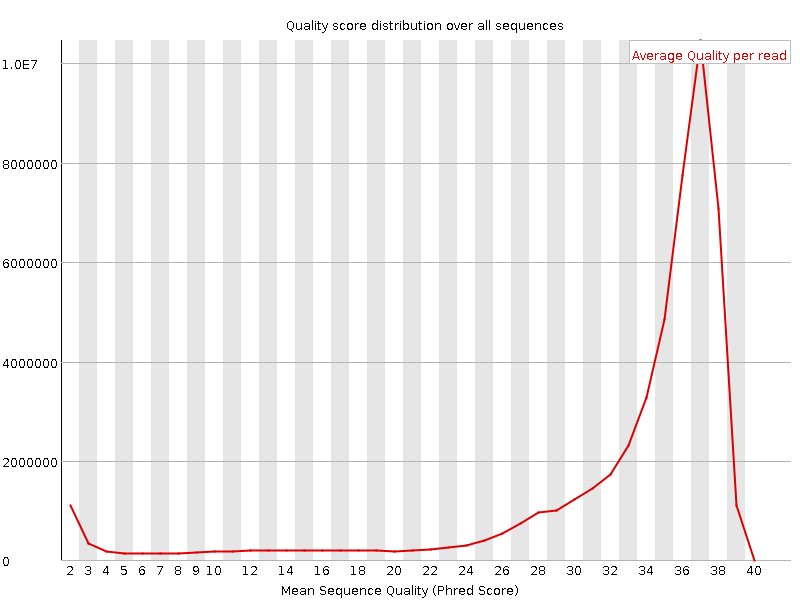 Quality score distribution over all sequences
Average Quality per read
1.0E7
8000000
6000000
4000000
2000000
0
2 3 4 5 6 7 8 9 10 12 14 16 18 20 22 24 26 28 30 32 34 36 38 40
Mean Sequence Quality (Phred Score)